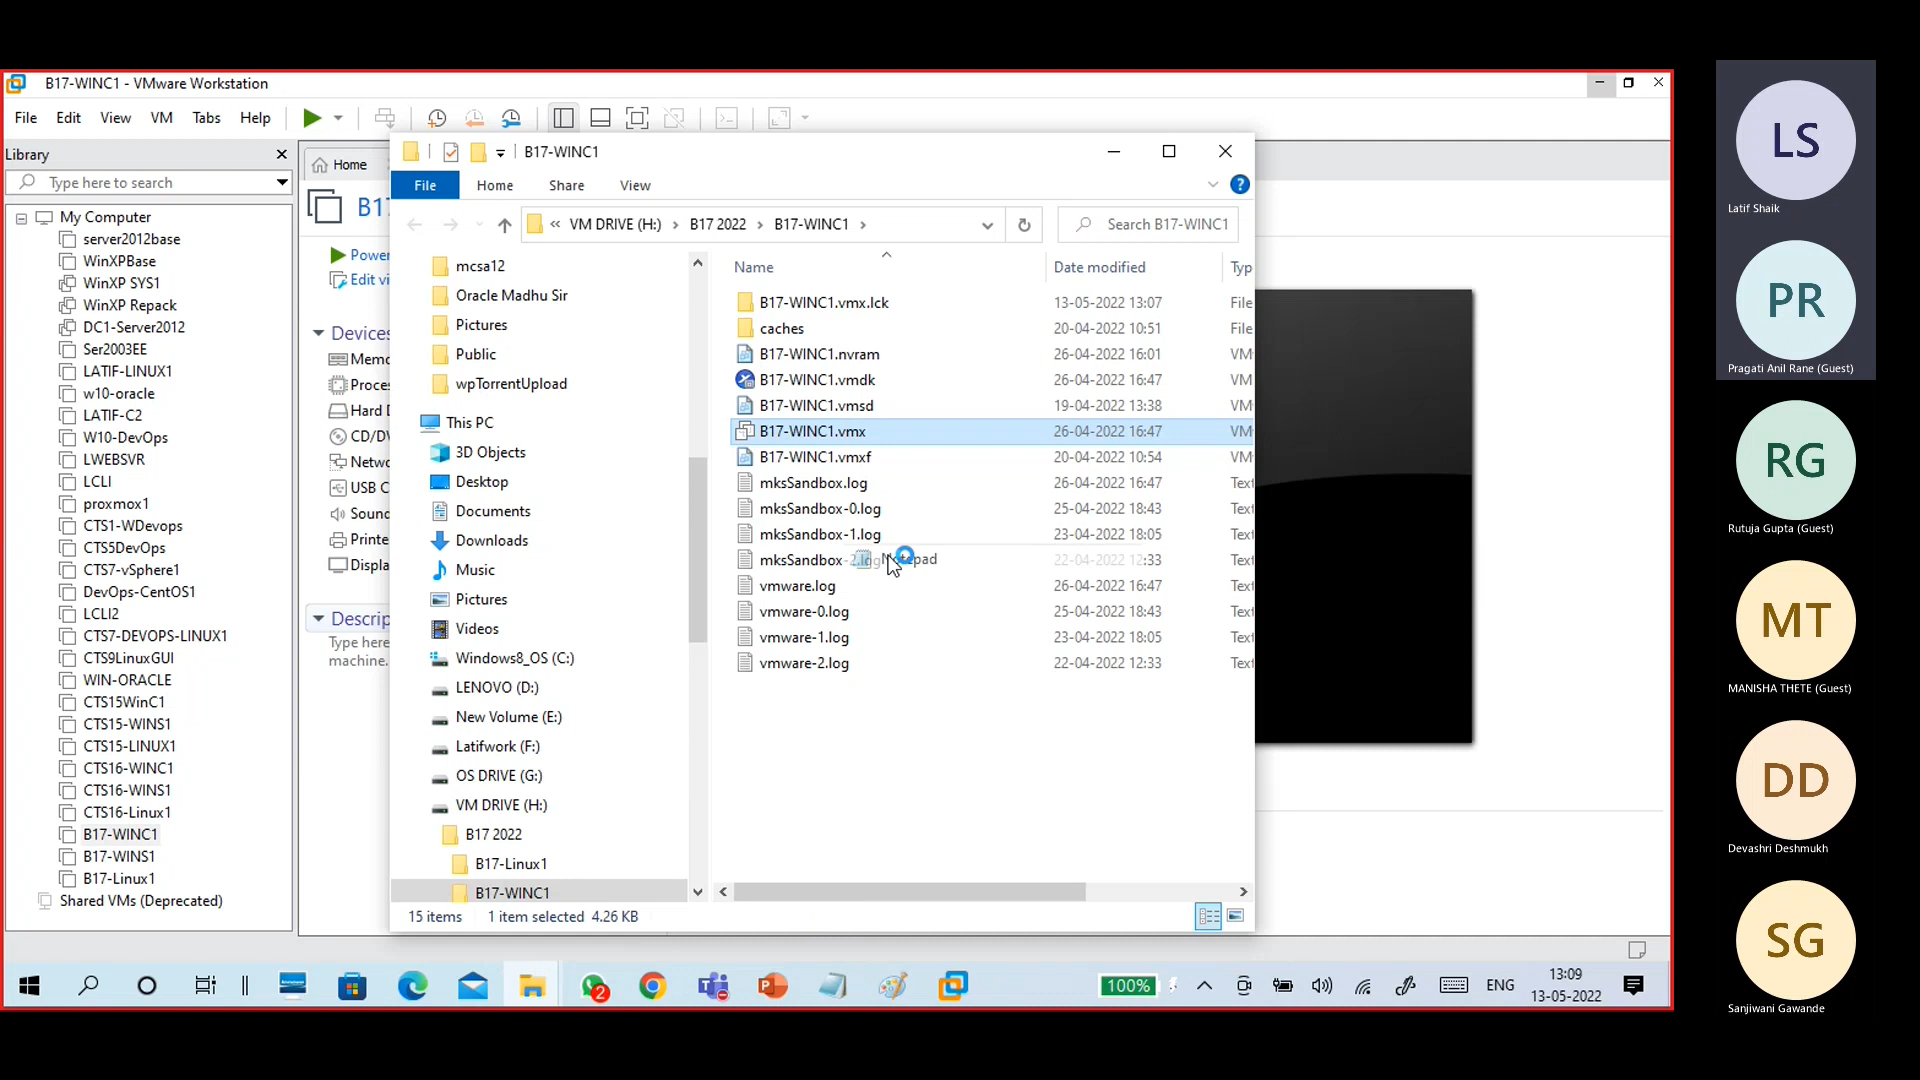 B17-WINC1 - VMware Workstation
File Edit View VM Tabs Help
Library
Type here to search
My Computer
server2012base
WinXPBase
WinXP SYS1
WinXP Repack
DC1-Server2012
Ser2003EE
LATIF-LINUX1
w10-oracle
LATIF-C2
W10-DevOps
LWEBSVR
LCLI
proxmox1
CTS1-WDevops
CTS5DevOps
CTS7-vSphere1
DevOps-CentOS1
LCLI2
CTS7-DEVOPS-LINUX1
CTS9LinuxGUI
WIN-ORACLE
CTS15WinC1
CTS15-WINS1
CTS15-LINUX1
CTS16-WINC1
CTS16-WINS1
CTS16-Linux1
B17-WINC1
B17-WINS1
B17-Linux1
Shared VMs (Deprecated)
Home
B17
Power
Edit vi
Devices
Memo
Proces
Hard D
CD/DV
Netwo
USB C
Sound
Printe
Displa
Descrip
Type here
machine.
B17-WINC1
File Home Share View
« VM DRIVE (H:) › B17 2022 › B17-WINC1 ›
Search B17-WINC1
mcsa12
Oracle Madhu Sir
Pictures
Public
wpTorrentUpload
This PC
3D Objects
Desktop
Documents
Downloads
Music
Pictures
Videos
Windows8_OS (C:)
LENOVO (D:)
New Volume (E:)
Latifwork (F:)
OS DRIVE (G:)
VM DRIVE (H:)
B17 2022
B17-Linux1
B17-WINC1
Name Date modified Typ
B17-WINC1.vmx.lck 13-05-2022 13:07 File
caches 20-04-2022 10:51 File
B17-WINC1.nvram 26-04-2022 16:01 VM
B17-WINC1.vmdk 26-04-2022 16:47 VM
B17-WINC1.vmsd 19-04-2022 13:38 VM
B17-WINC1.vmx 26-04-2022 16:47 VM
B17-WINC1.vmxf 20-04-2022 10:54 VM
mksSandbox.log 26-04-2022 16:47 Text
mksSandbox-0.log 25-04-2022 18:43 Text
mksSandbox-1.log 23-04-2022 18:05 Text
mksSandbox-2.log Notepad 22-04-2022 12:33 Text
vmware.log 26-04-2022 16:47 Text
vmware-0.log 25-04-2022 18:43 Text
vmware-1.log 23-04-2022 18:05 Text
vmware-2.log 22-04-2022 12:33 Text
15 items 1 item selected 4.26 KB
2
100%
ENG
13:09
13-05-2022
LS
Latif Shaik
PR
Pragati Anil Rane (Guest)
RG
Rutuja Gupta (Guest)
MT
MANISHA THETE (Guest)
DD
Devashri Deshmukh
SG
Sanjiwani Gawande